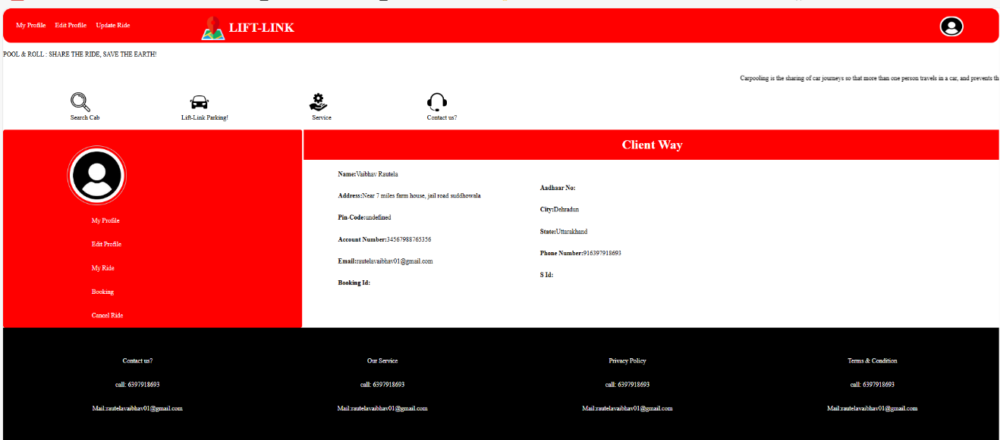 My Profile Edit Profile Update Ride LIFT-LINK
POOL & ROLL : SHARE THE RIDE, SAVE THE EARTH!
Carpooling is the sharing of car journeys so that more than one person travels in a car, and prevents th
Search Cab Lift-Link Parking! Service Contact us?
My Profile
Edit Profile
My Ride
Booking
Cancel Ride
Client Way
Name:Vaibhav Rautela
Address:Near 7 miles farm house, jail road suddhowala
Pin-Code:undefined
Account Number:34567988765356
Email:rautelavaibhav01@gmail.com
Booking Id:
Aadhaar No:
City:Dehradun
State:Uttarakhand
Phone Number:916397918693
S Id:
Contact us? Our Service Privacy Policy Terms & Condition
call: 6397918693 call: 6397918693 call: 6397918693 call: 6397918693
Mail:rautelavaibhav01@gmail.com Mail:rautelavaibhav01@gmail.com Mail:rautelavaibhav01@gmail.com Mail:rautelavaibhav01@gmail.com